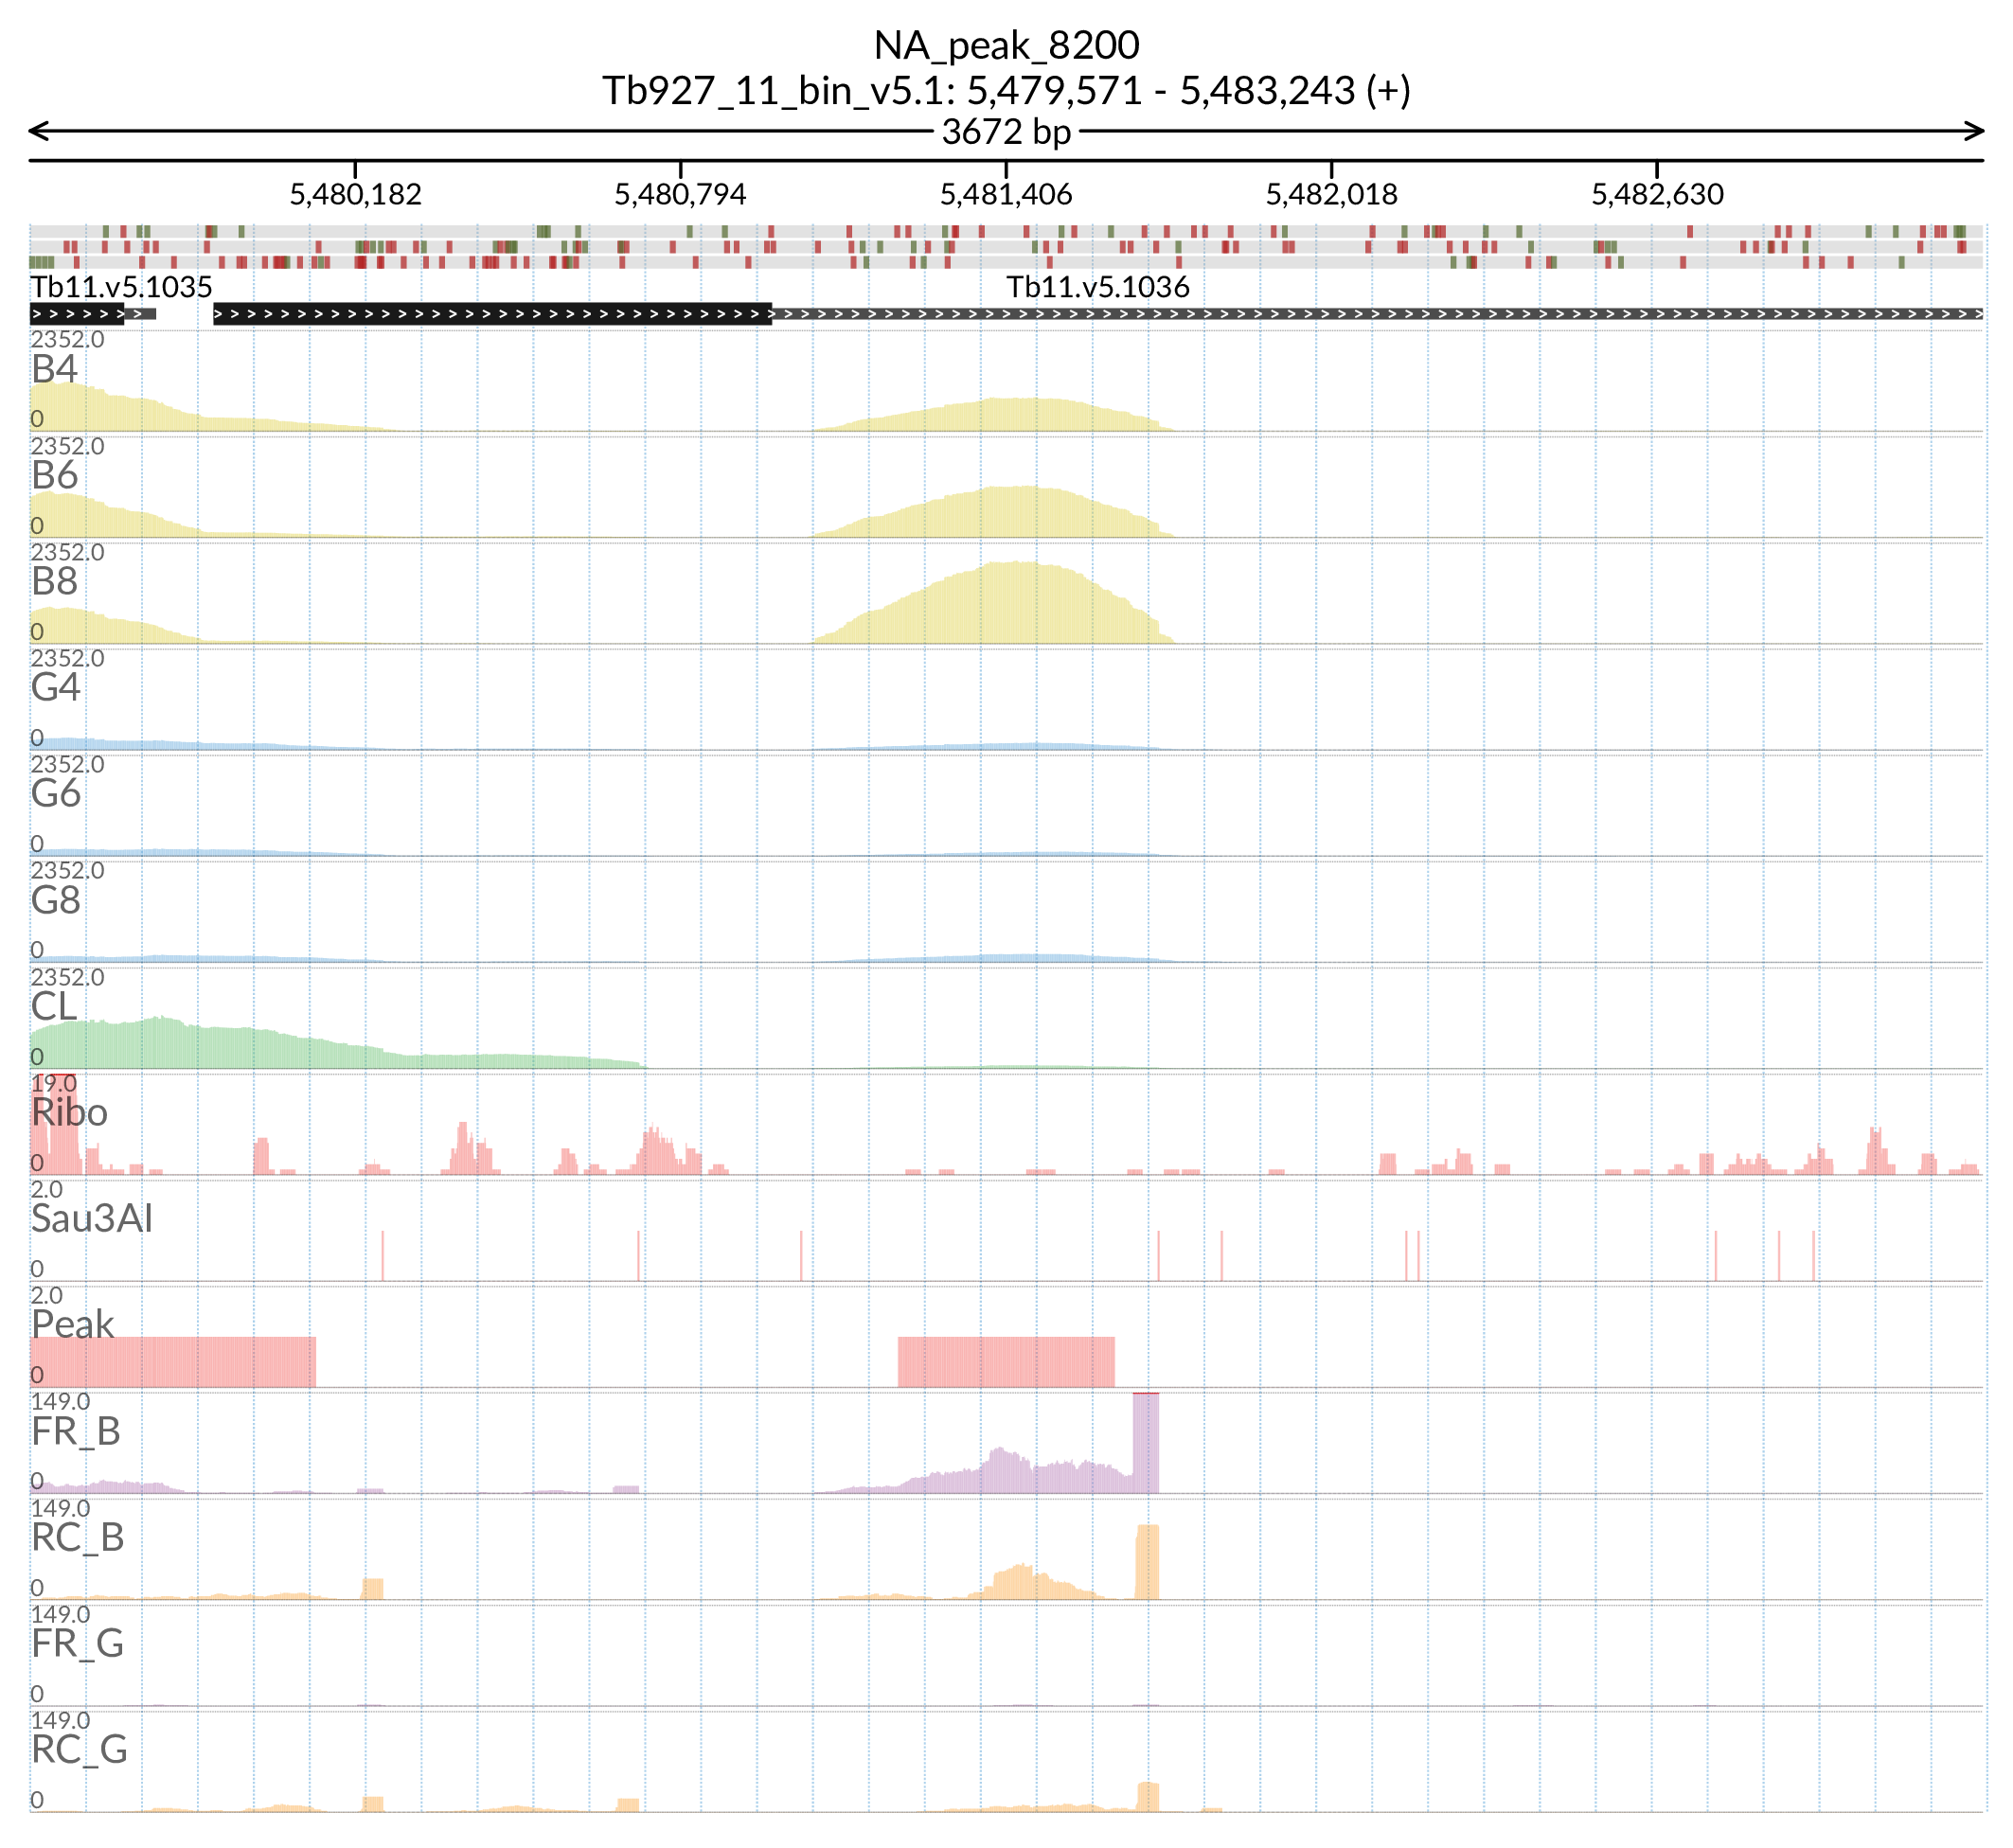 NA_peak_8200
Tb927_11_bin_v5.1: 5,479,571 - 5,483,243 (+)
3672 bp
5,480,182 5,480,794 5,481,406 5,482,018 5,482,630
Tb11.v5.1035 Tb11.v5.1036
2352.0
B4
0
2352.0
B6
0
2352.0
B8
0
2352.0
G4
0
2352.0
G6
0
2352.0
G8
0
2352.0
CL
0
19.0
Ribo
0
2.0
Sau3AI
0
2.0
Peak
0
149.0
FR_B
0
149.0
RC_B
0
149.0
FR_G
0
149.0
RC_G
0